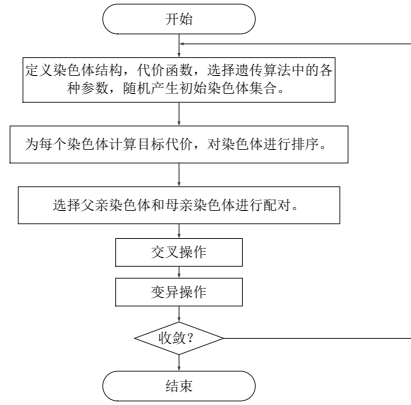 开始
定义染色体结构，代价函数，选择遗传算法中的各
种参数，随机产生初始染色体集合。
为每个染色体计算目标代价，对染色体进行排序。
选择父亲染色体和母亲染色体进行配对。
交叉操作
变异操作
收敛？
结束